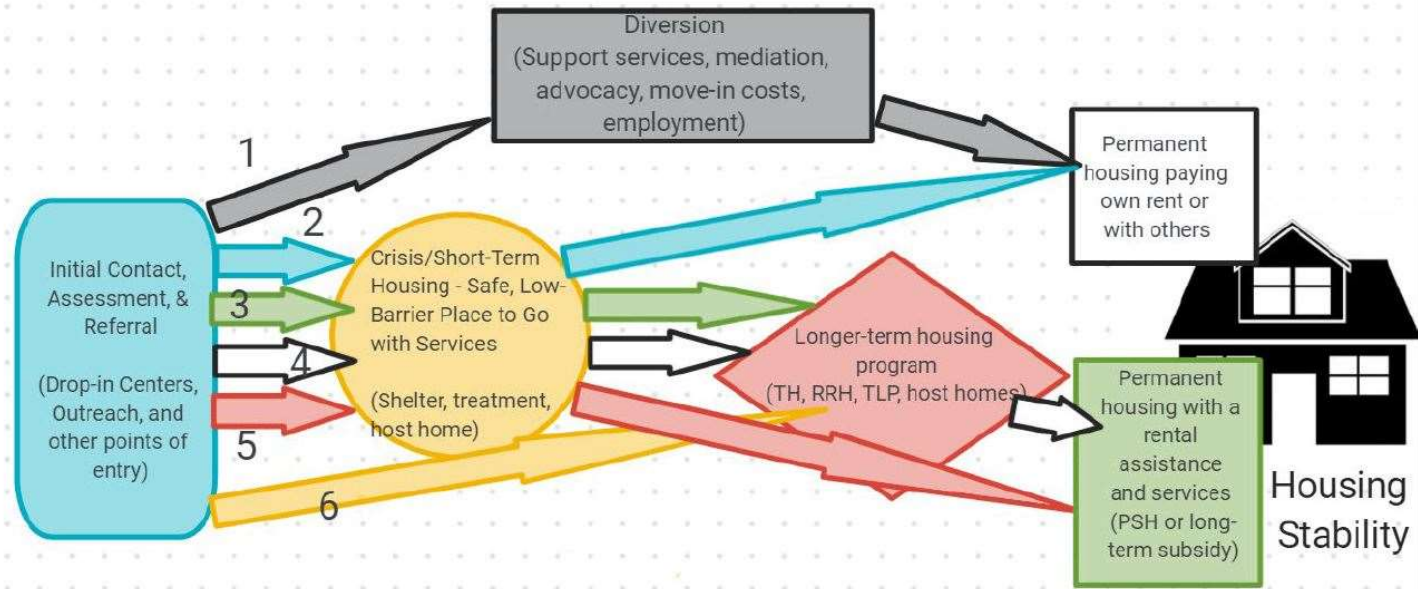 Diversion
(Support services, mediation,
advocacy, move-in costs,
employment)
1
2
3
4
5
6
Initial Contact,
Assessment, &
Referral
(Drop-in Centers,
Outreach, and
other points of
entry)
Crisis/Short-Term
Housing - Safe, Low-
Barrier Place to Go
with Services
(Shelter, treatment,
host home)
Longer-term housing
program
(TH, RRH, TLP, host homes)
Permanent
housing paying
own rent or
with others
Permanent
housing with a
rental
assistance
and services
(PSH or long-
term subsidy)
Housing
Stability